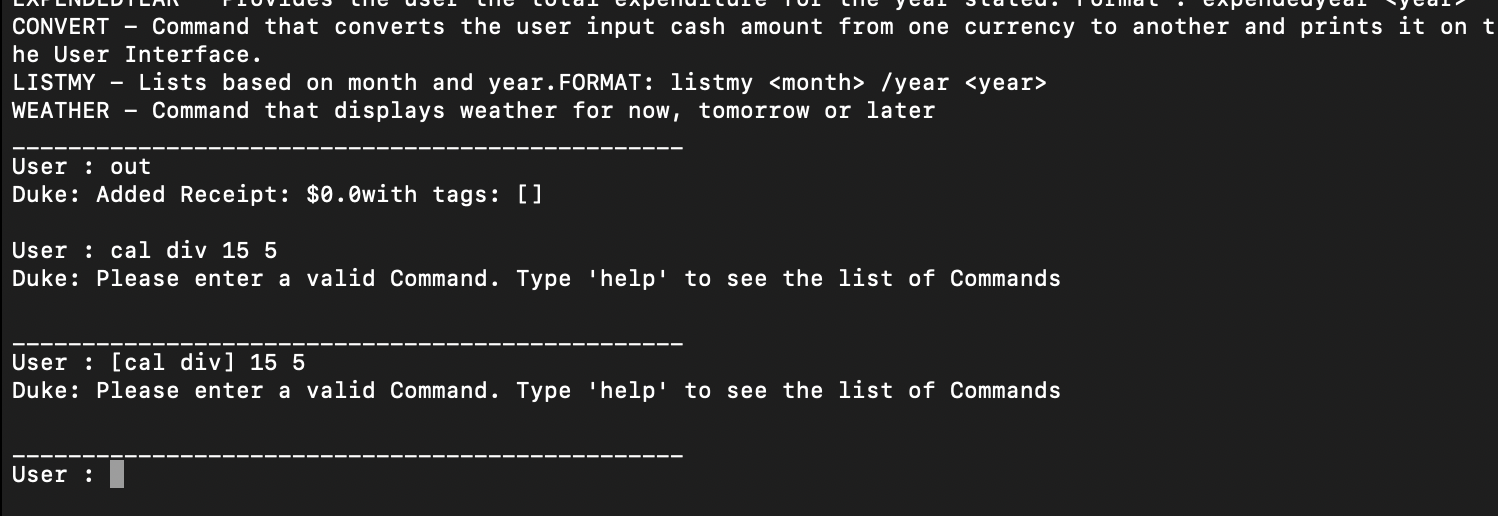 EXPENDEDYEAR - Provides the user the total expenditure for the year stated. Format : expendedyear <year>
CONVERT – Command that converts the user input cash amount from one currency to another and prints it on t
he User Interface.
LISTMY – Lists based on month and year.FORMAT: listmy <month> /year <year>
WEATHER – Command that displays weather for now, tomorrow or later
________________________________________________
User : out
Duke: Added Receipt: $0.0with tags: []
User : cal div 15 5
Duke: Please enter a valid Command. Type 'help' to see the list of Commands
________________________________________________
User : [cal div] 15 5
Duke: Please enter a valid Command. Type 'help' to see the list of Commands
________________________________________________
User :